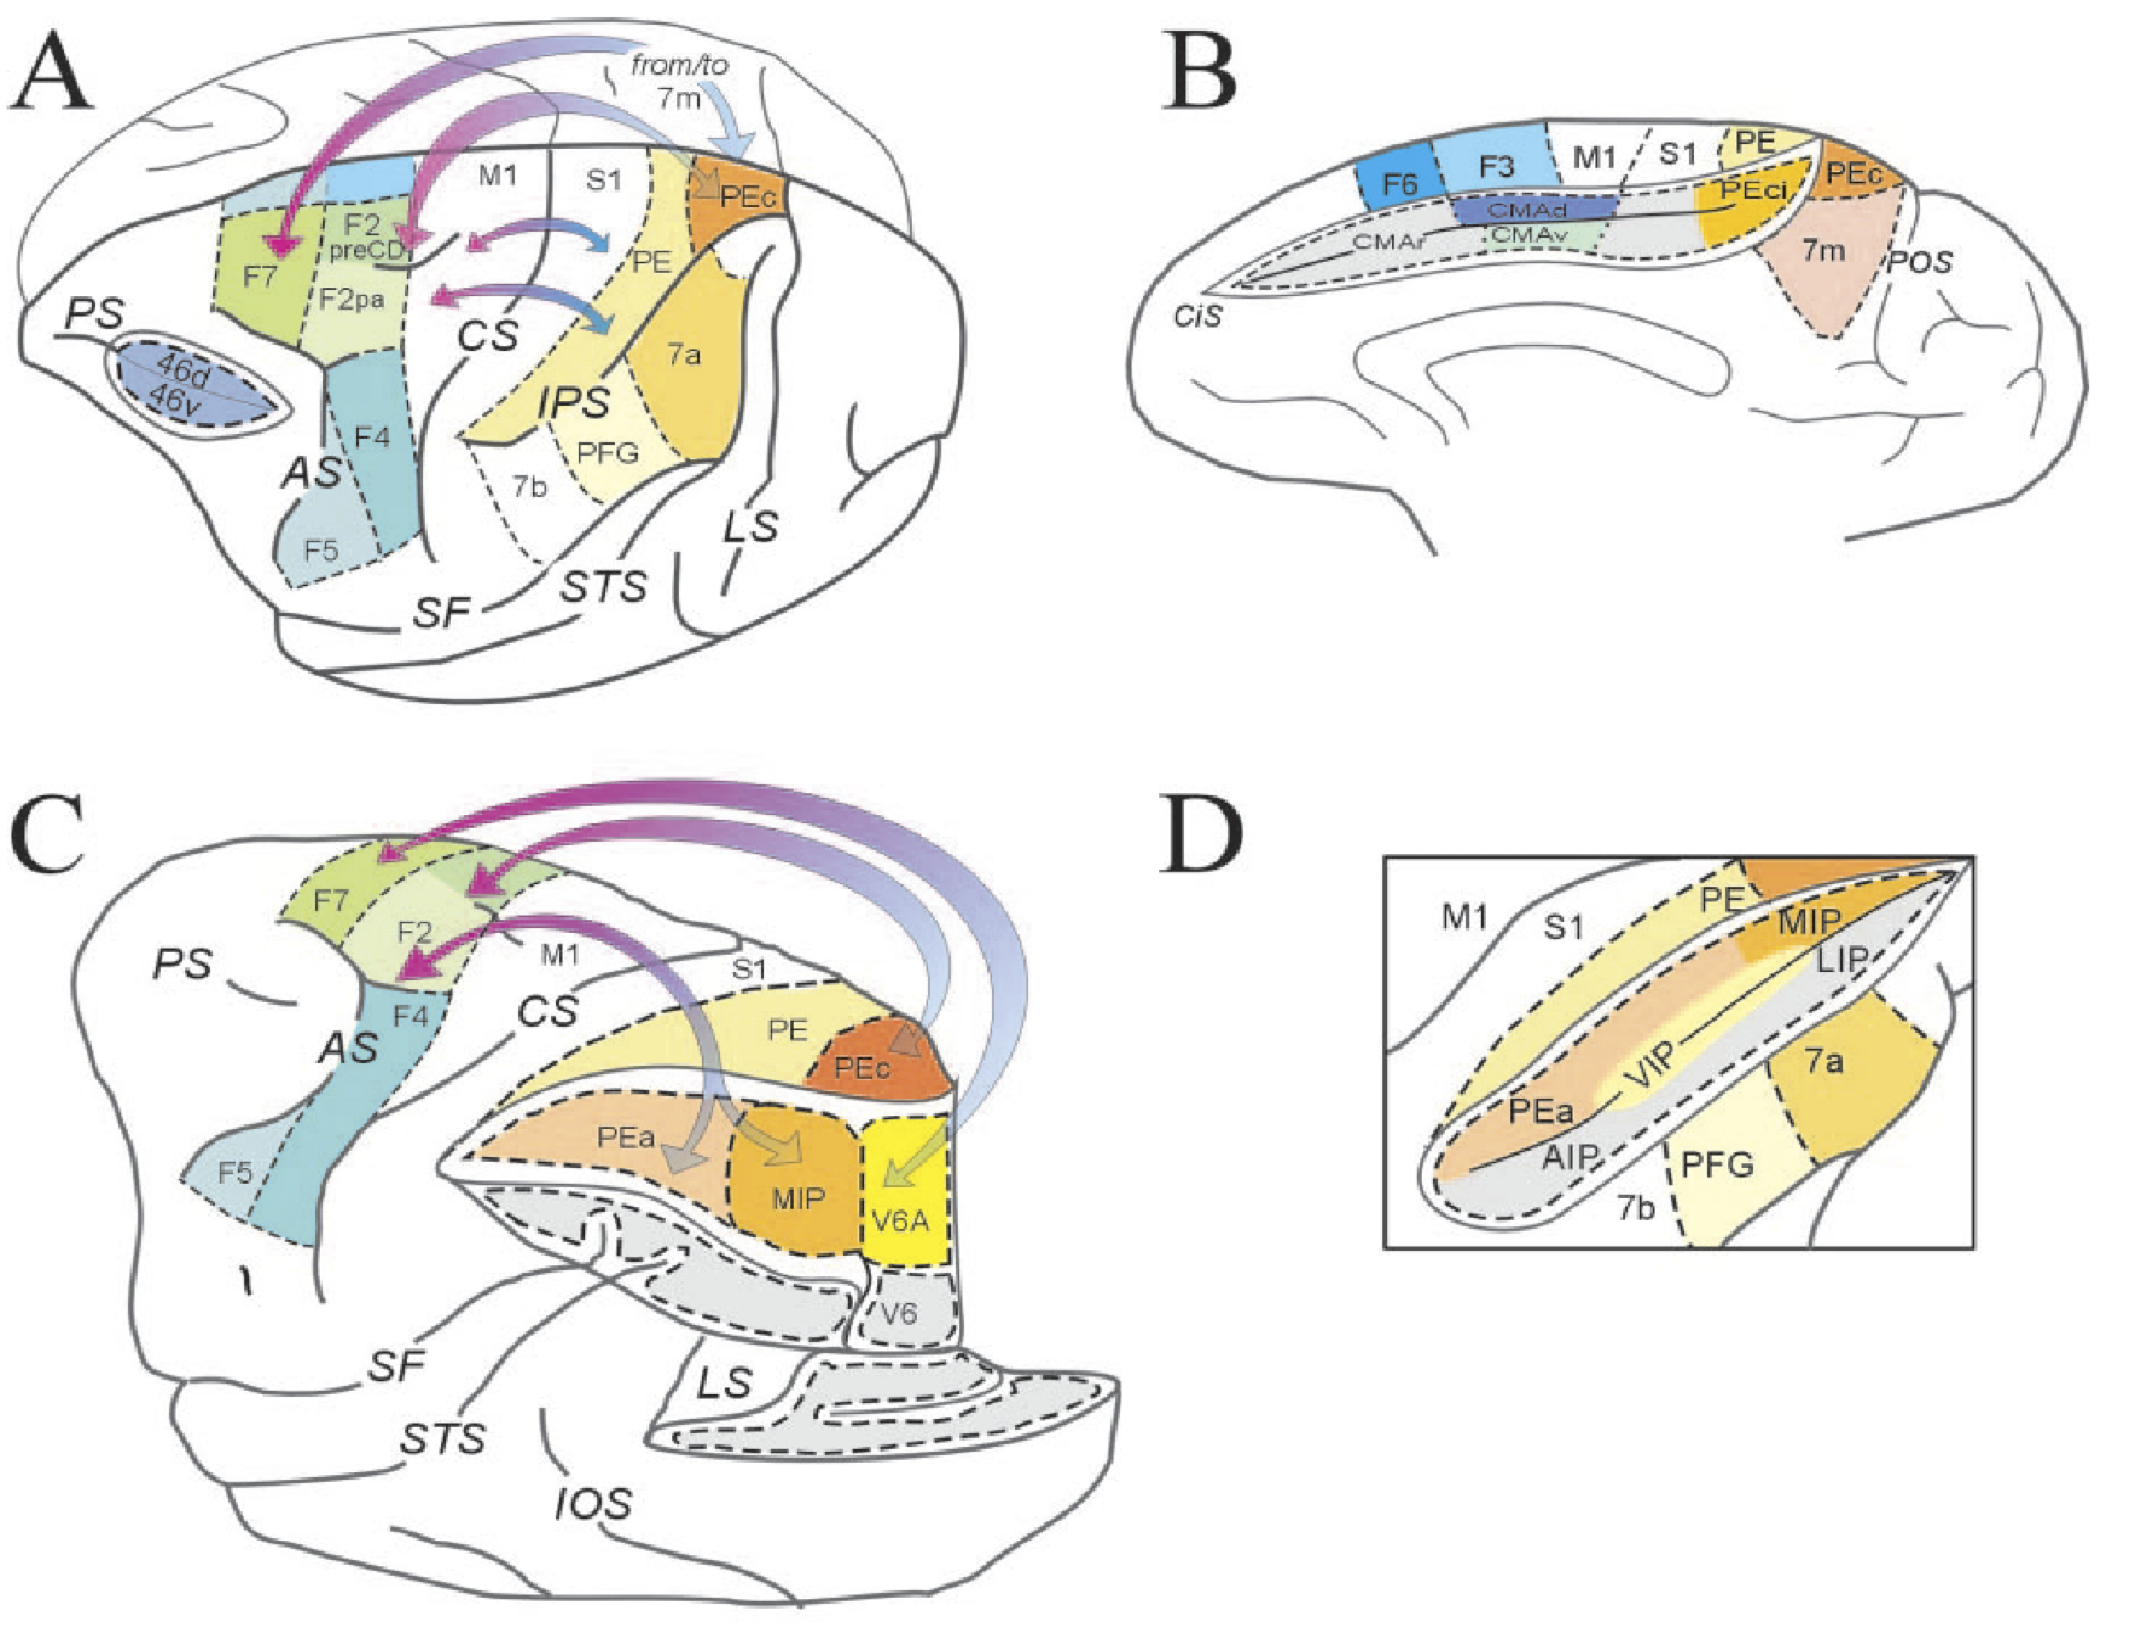 A
from/to
7m
M1
S1
PEc
F2
preCD
F7
F2pa
PE
PS
CS
7a
46d
46v
IPS
F4
PFG
AS
7b
LS
F5
STS
SF
B
PE
F3
M1
S1
F6
PEc
PEci
CMAd
CMAr
CMAv
7m
POS
CiS
C
F7
F2
PS
M1
S1
CS
F4
PE
AS
PEc
PEa
F5
MIP
V6A
V6
SF
LS
STS
IOS
D
PE
M1
S1
MIP
LIP
VIP
7a
PEa
AIP
PFG
7b